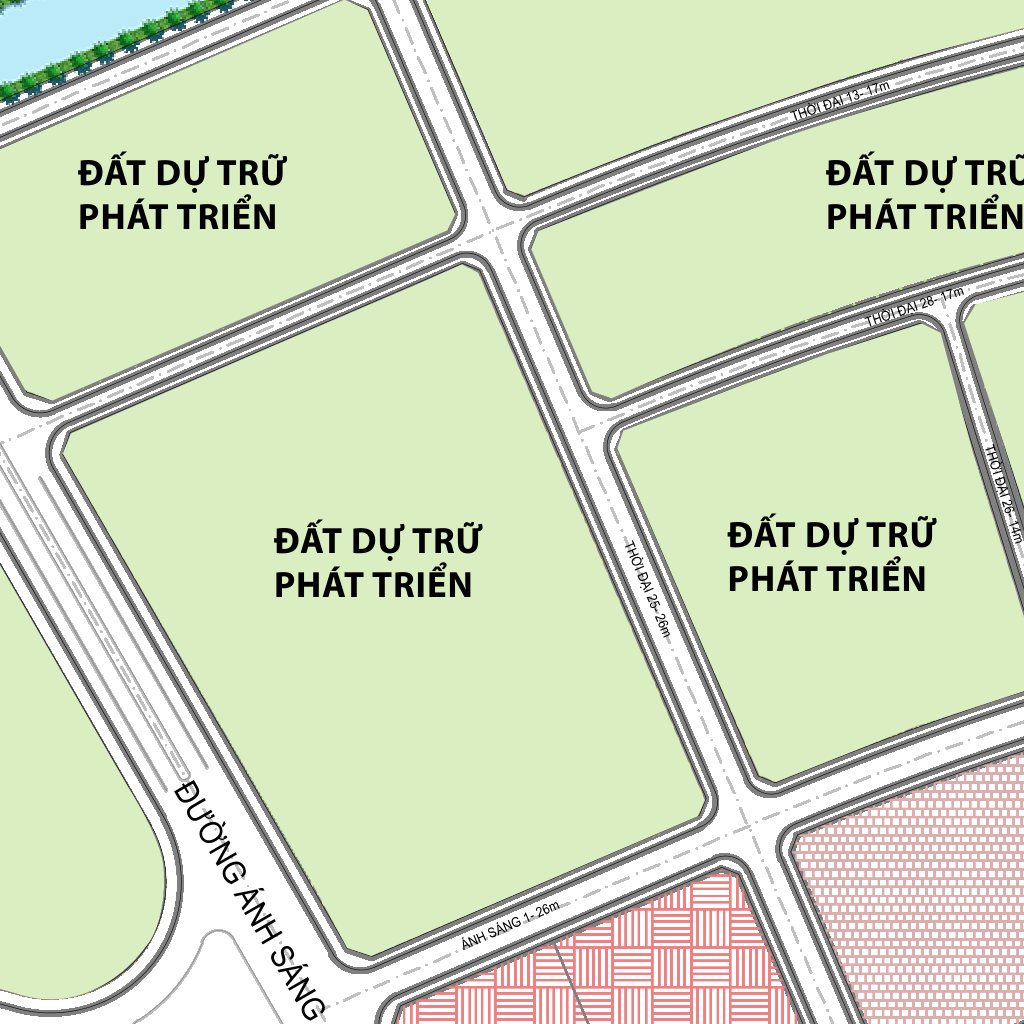 THỜI ĐẠI 13- 17m
ĐẤT DỰ TRỮ
PHÁT TRIỂN
ĐẤT DỰ TRỮ
PHÁT TRIỂN
THỜI ĐẠI 28- 17m
THỜI ĐẠI 26- 14m
ĐẤT DỰ TRỮ
PHÁT TRIỂN
ĐẤT DỰ TRỮ
PHÁT TRIỂN
THỜI ĐẠI 25- 26m
ĐƯỜNG ÁNH SÁNG
ÁNH SÁNG 1- 26m